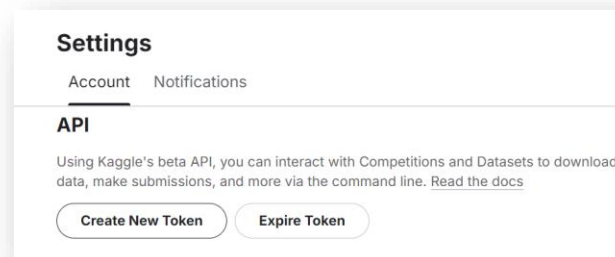 Settings
Account Notifications
API
Using Kaggle's beta API, you can interact with Competitions and Datasets to download
data, make submissions, and more via the command line. Read the docs
Create New Token Expire Token